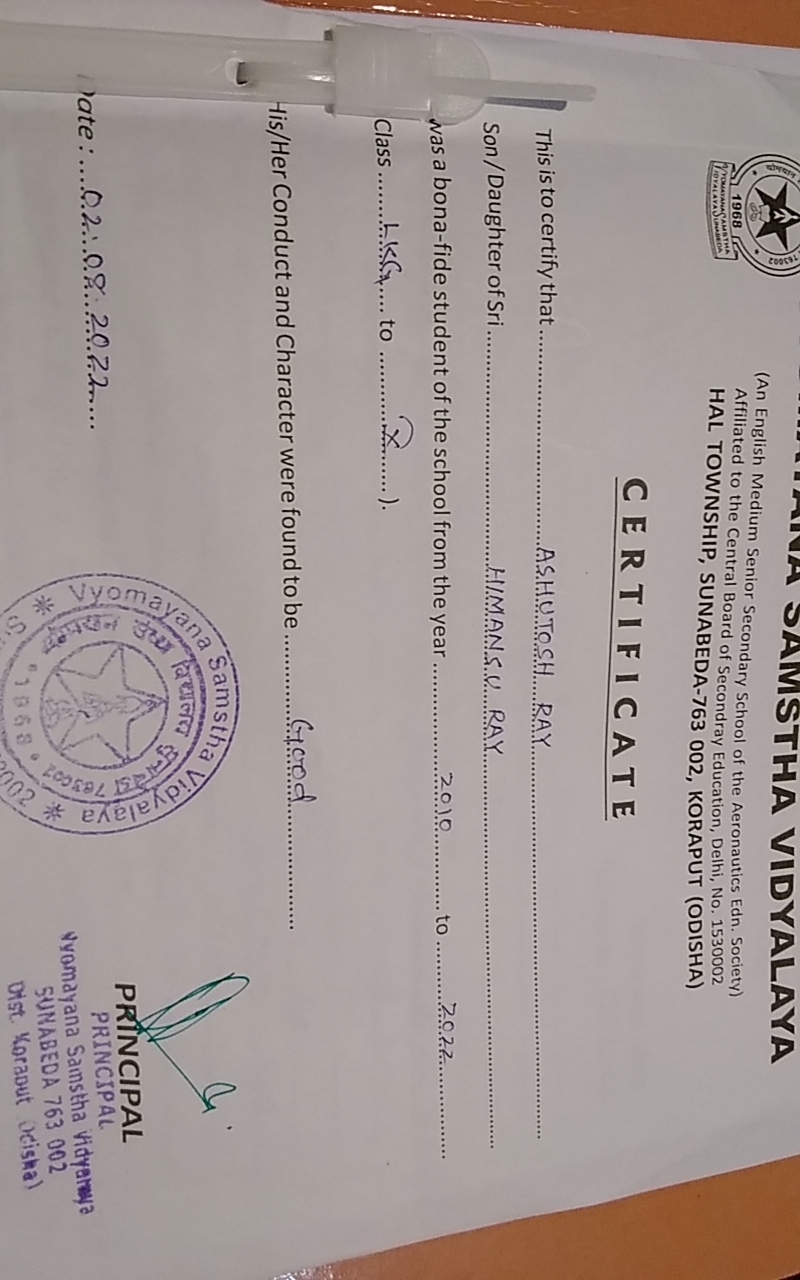 SAMSTHA VIDYALAYA
(An English Medium Senior Secondary School of the Aeronautics Edn. Society)
Affiliated to the Central Board of Secondray Education, Delhi, No. 1530002
HAL TOWNSHIP, SUNABEDA-763 002, KORAPUT (ODISHA)
1968
763002
CERTIFICATE
This is to certify that ASHUTOSH RAY
Son / Daughter of Sri HIMANSU RAY
was a bona-fide student of the school from the year 2010 to 2022
Class LKG to X ).
His/Her Conduct and Character were found to be Good
Date : 02.08.2022
Vyomayana Samstha Vidyalaya
1968
763002
PRINCIPAL
PRINCIPAL
Vyomayana Samstha Vidyalaya
SUNABEDA 763 002
Dist. Koraput Odisha)